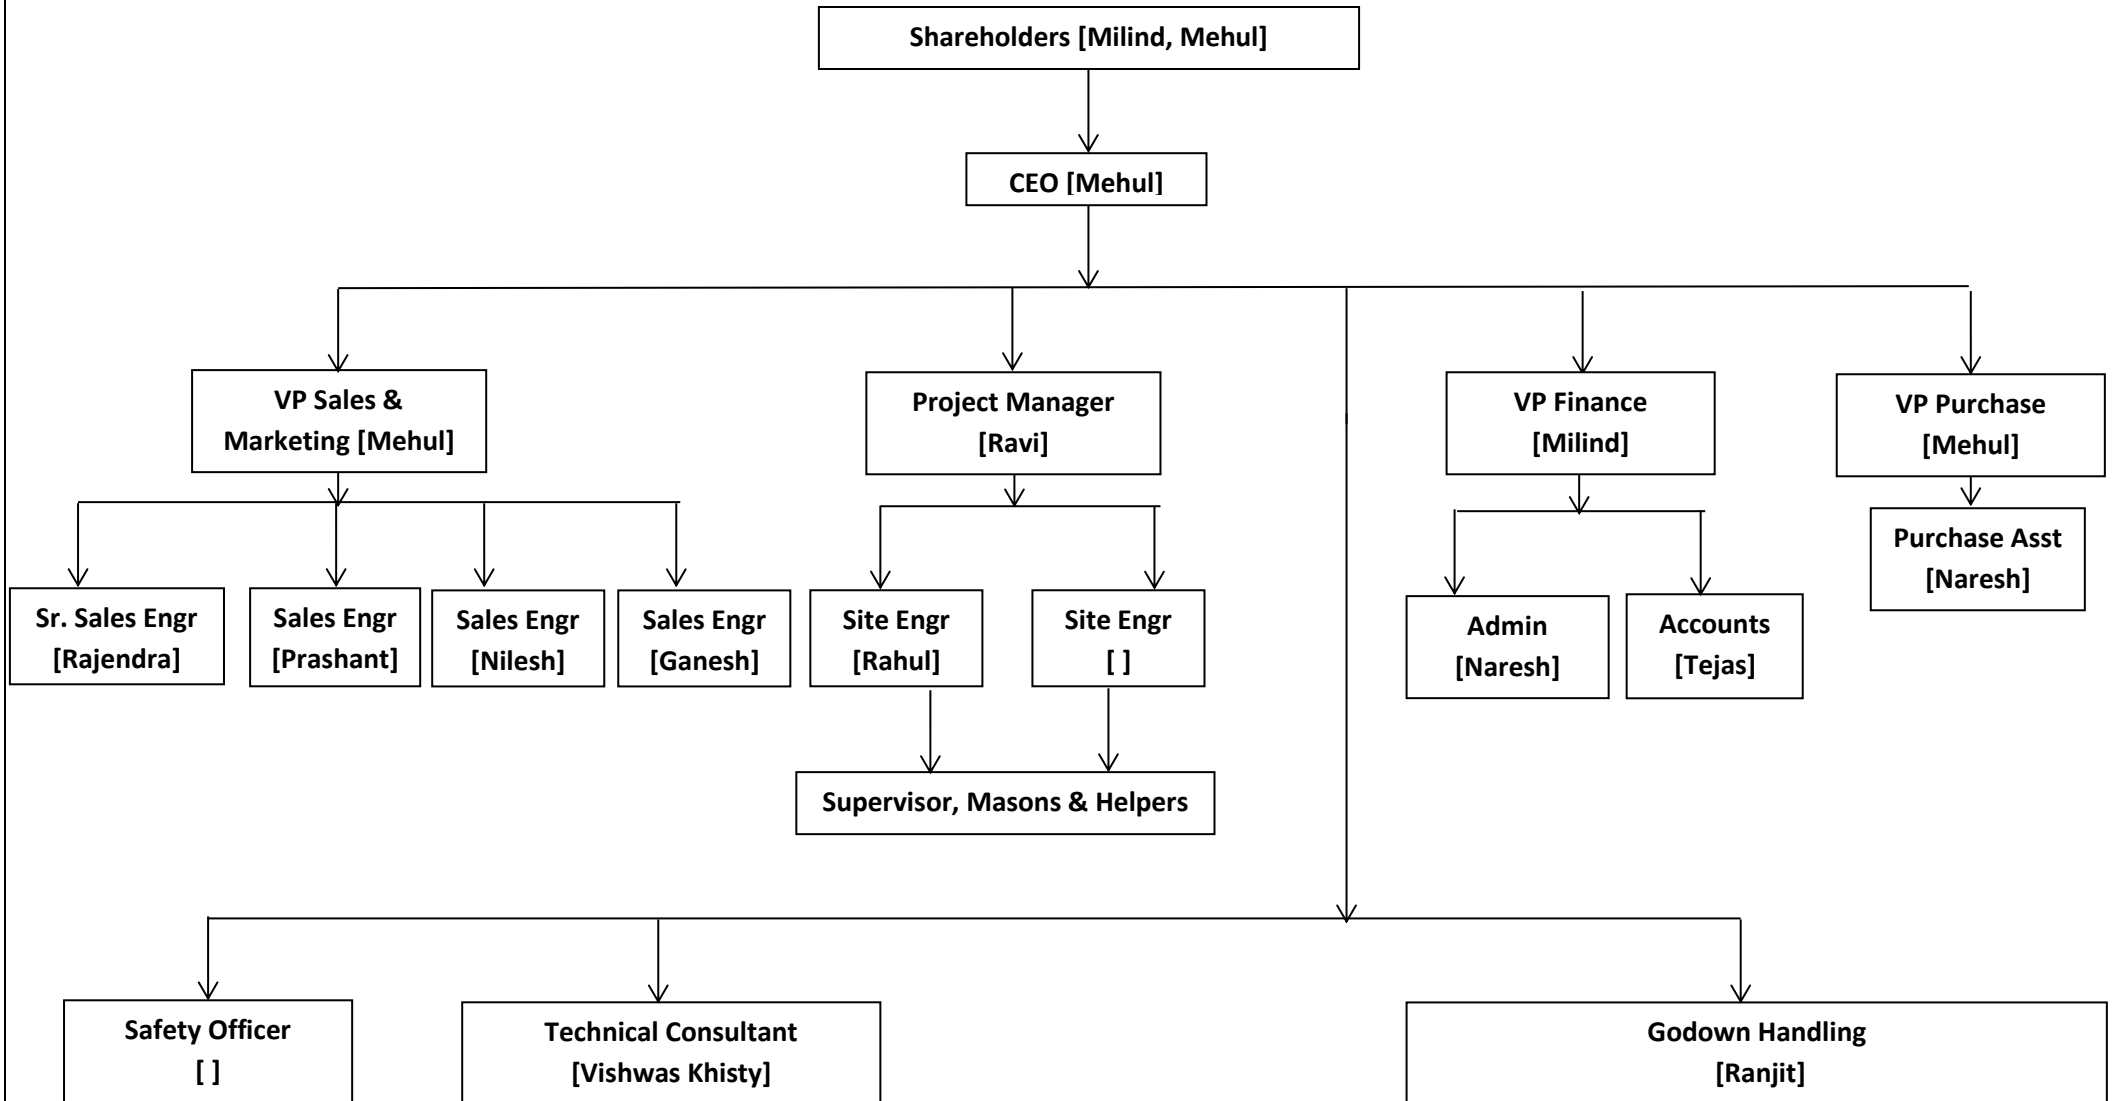 Shareholders [Milind, Mehul]
CEO [Mehul]
VP Sales &
Marketing [Mehul]
Project Manager
[Ravi]
VP Finance
[Milind]
VP Purchase
[Mehul]
Purchase Asst
[Naresh]
Sr. Sales Engr
[Rajendra]
Sales Engr
[Prashant]
Sales Engr
[Nilesh]
Sales Engr
[Ganesh]
Site Engr
[Rahul]
Site Engr
[ ]
Admin
[Naresh]
Accounts
[Tejas]
Supervisor, Masons & Helpers
Safety Officer
[ ]
Technical Consultant
[Vishwas Khisty]
Godown Handling
[Ranjit]